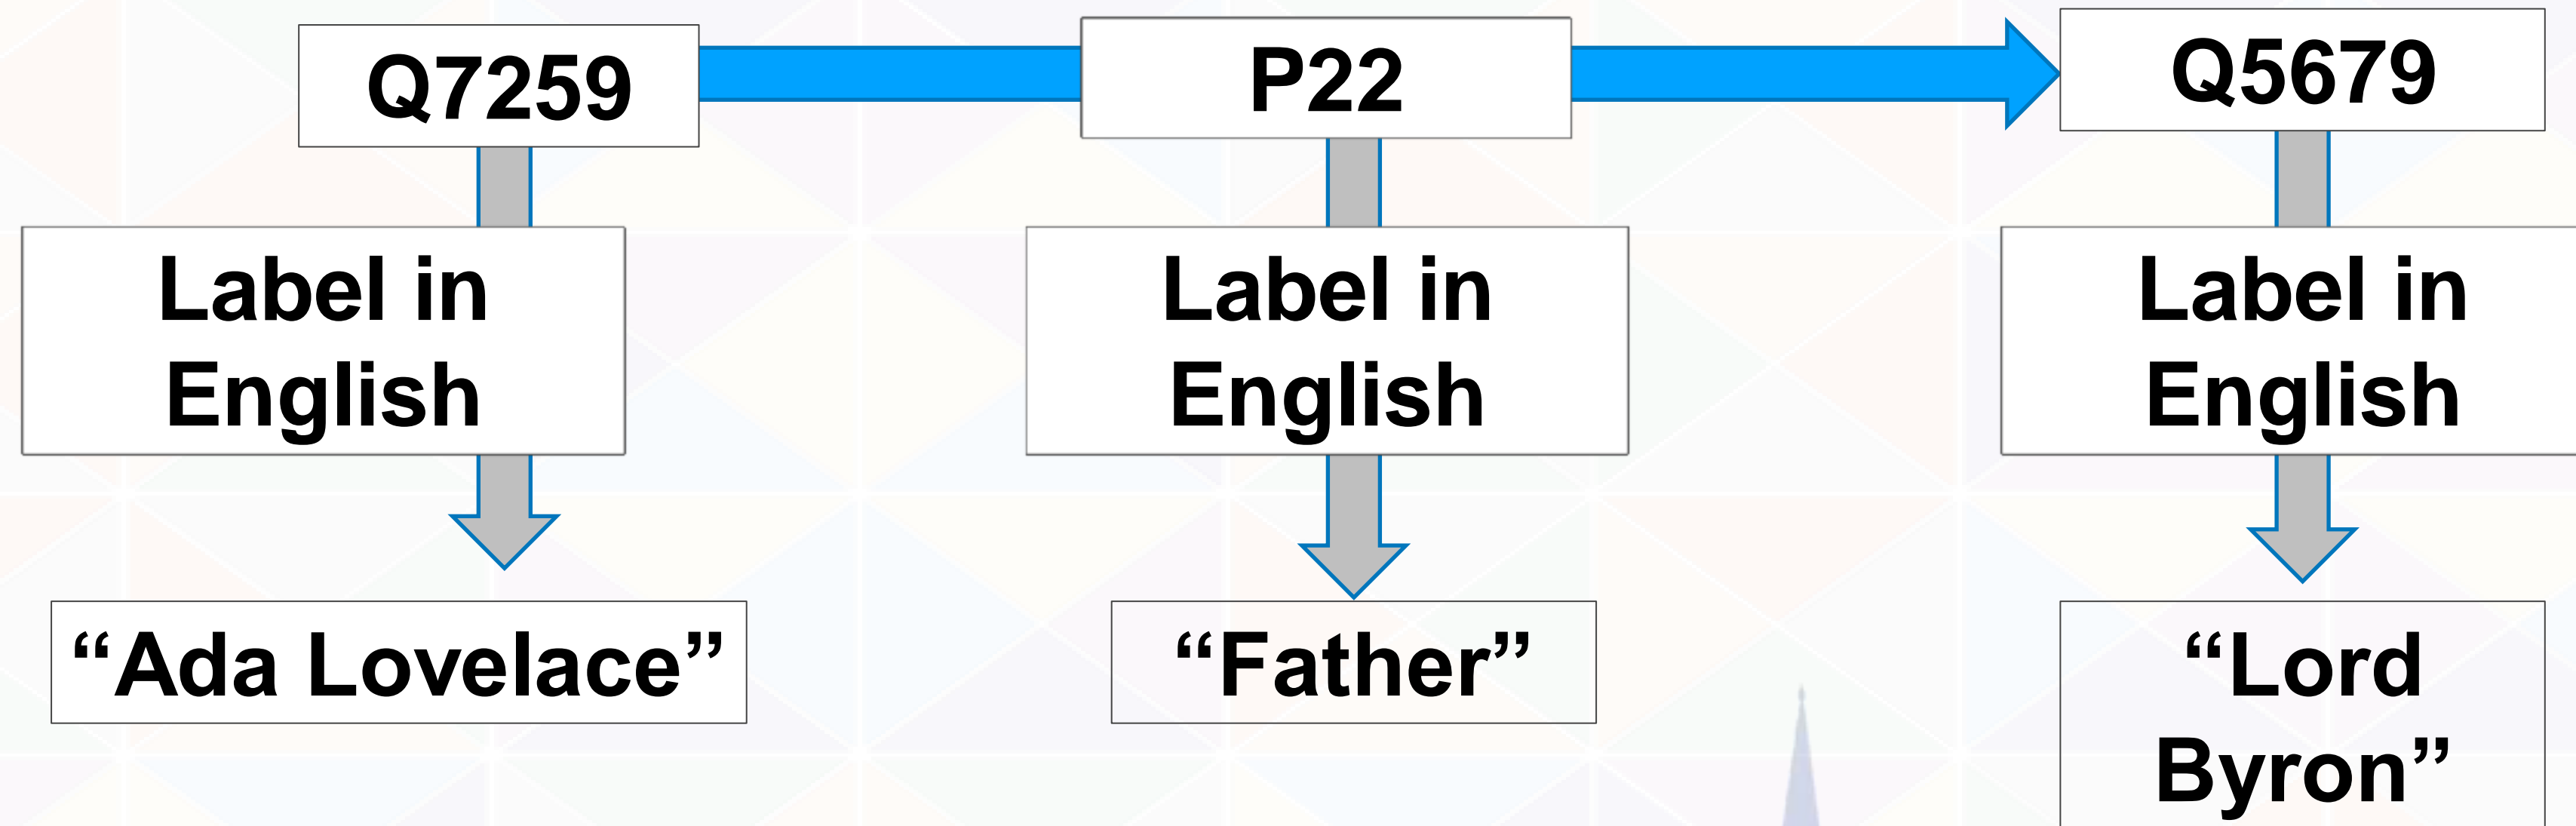 Q7259
P22
Q5679
Label in
English
Label in
English
Label in
English
“Ada Lovelace”
“Father”
“Lord
Byron”